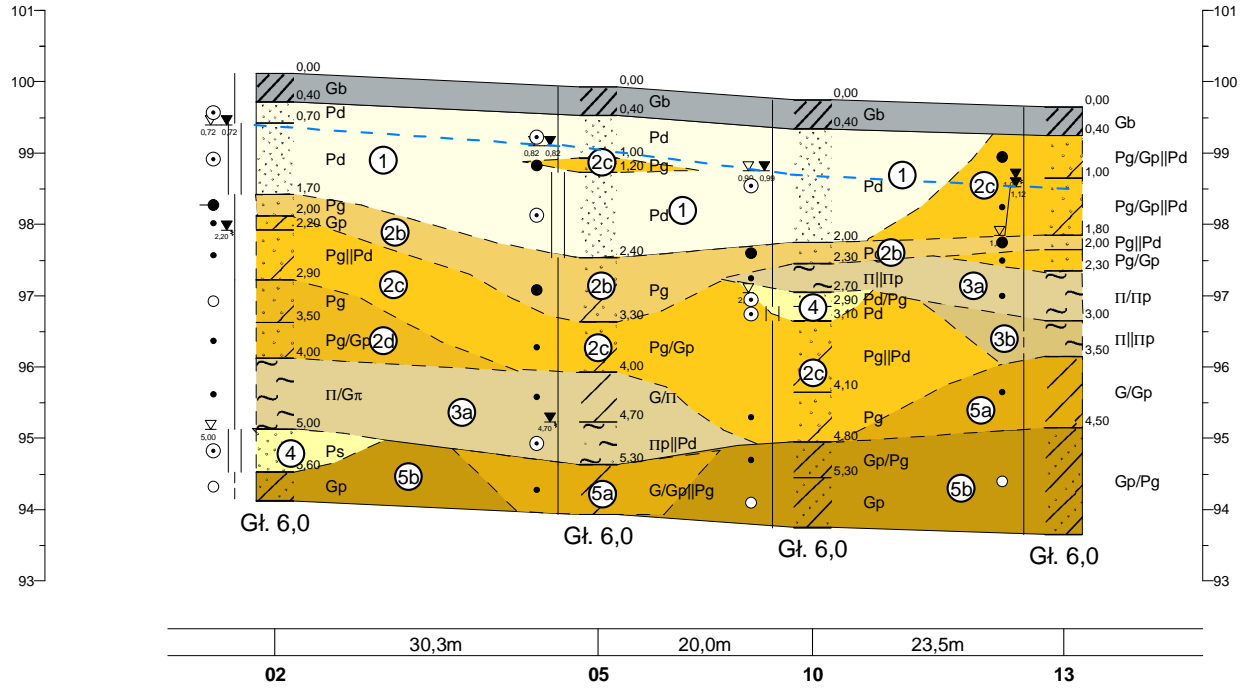 101
100
99
98
97
96
95
94
93
101
100
99
98
97
96
95
94
93
0,72 0,72
2,20
5,00
0,00
0,40
0,70
1,70
2,00
2,20
2,90
3,50
4,00
5,00
5,60
Gb
Pd
Pd
Pg
Gp
Pg||Pd
Pg
Pg/Gp
Π/Gπ
Ps
Gp
Gł. 6,0
1
2b
2c
2d
3a
4
5b
0,82 0,82
4,70
0,00
0,40
1,00
1,20
2,40
3,30
4,00
4,70
5,30
Gb
Pd
Pg
Pd
Pg
Pg/Gp
G/Π
Πp||Pd
G/Gp||Pg
Gł. 6,0
2c
1
2b
2c
5a
0,99
0,00
0,40
2,00
2,30
2,70
2,90
3,10
4,10
4,80
5,30
Gb
Pd
Π||Πp
Pd/Pg
Pd
Pg||Pd
Pg
Gp/Pg
Gp
Gł. 6,0
1
2b
4
2c
2c
3a
3b
5a
5b
1,12
0,00
0,40
1,00
1,80
2,00
2,30
3,00
3,50
4,50
Gb
Pg/Gp||Pd
Pg/Gp||Pd
Pg||Pd
Pg/Gp
Π/Πp
Π||Πp
G/Gp
Gp/Pg
Gł. 6,0
30,3m 20,0m 23,5m
02 05 10 13